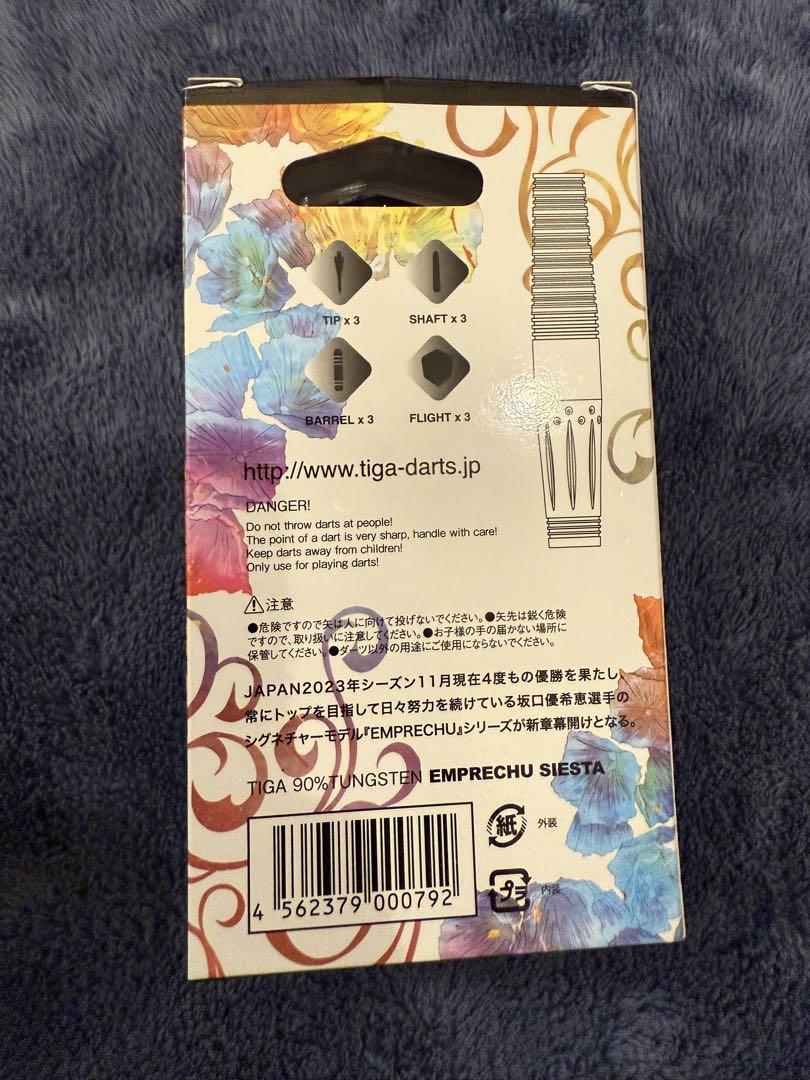 TIP x 3
SHAFT x 3
BARREL x 3
FLIGHT x 3
http://www.tiga-darts.jp
DANGER!
Do not throw darts at people!
The point of a dart is very sharp, handle with care!
Keep darts away from children!
Only use for playing darts!
注意
●危険ですので矢は人に向けて投げないでください。●矢先は鋭く危険
ですので、取り扱いに注意してください。●お子様の手の届かない場所に
保管してください。●ダーツ以外の用途にご使用にならないでください。
JAPAN2023年シーズン11月現在4度もの優勝を果たし、
常にトップを目指して日々努力を続けている坂口優希恵選手の
シグネチャーモデル『EMPRECHU』シリーズが新章幕開けとなる。
TIGA 90%TUNGSTEN EMPRECHU SIESTA
紙 外装
プラ 内装
4 562379 000792